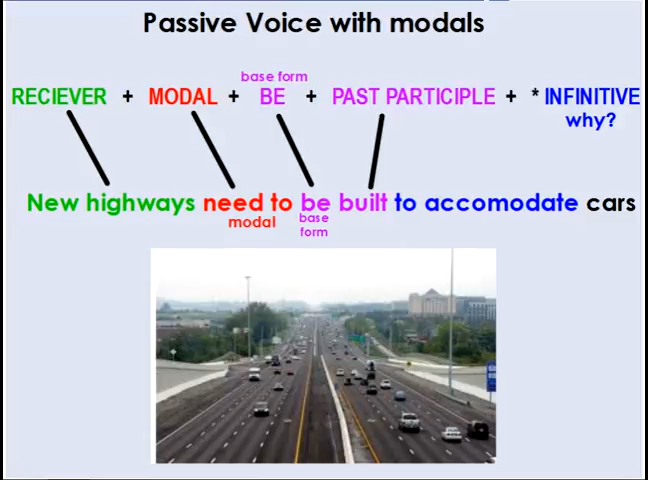 Passive Voice with modals
base form
RECIEVER + MODAL + BE + PAST PARTICIPLE + * INFINITIVE
why?
New highways need to be built to accomodate cars
modal
base
form